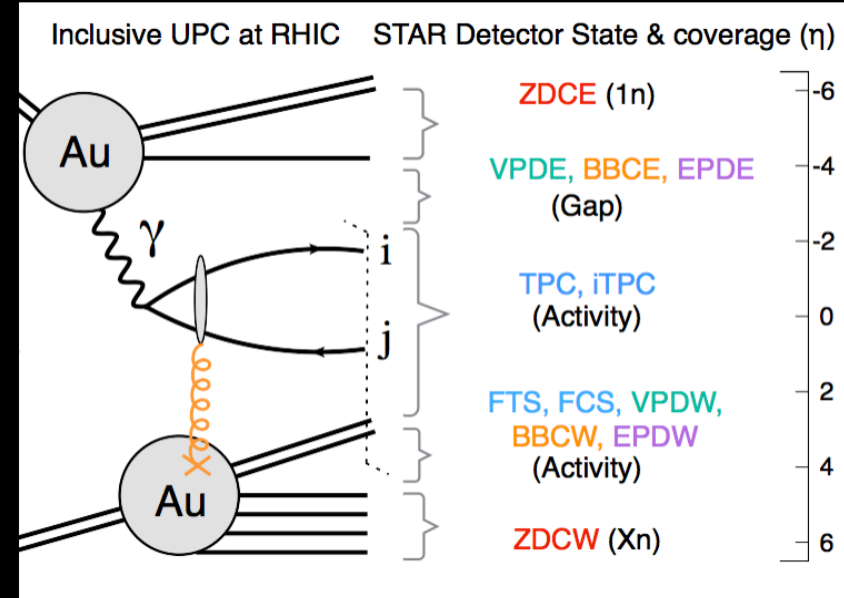 Inclusive UPC at RHIC STAR Detector State & coverage (η)
ZDCE (1n)
-6
Au
VPDE, BBCE, EPDE
-4
(Gap)
γ
-2
i
TPC, iTPC
(Activity)
0
j
FTS, FCS, VPDW,
2
BBCW, EPDW
(Activity)
4
Au
ZDCW (Xn)
6